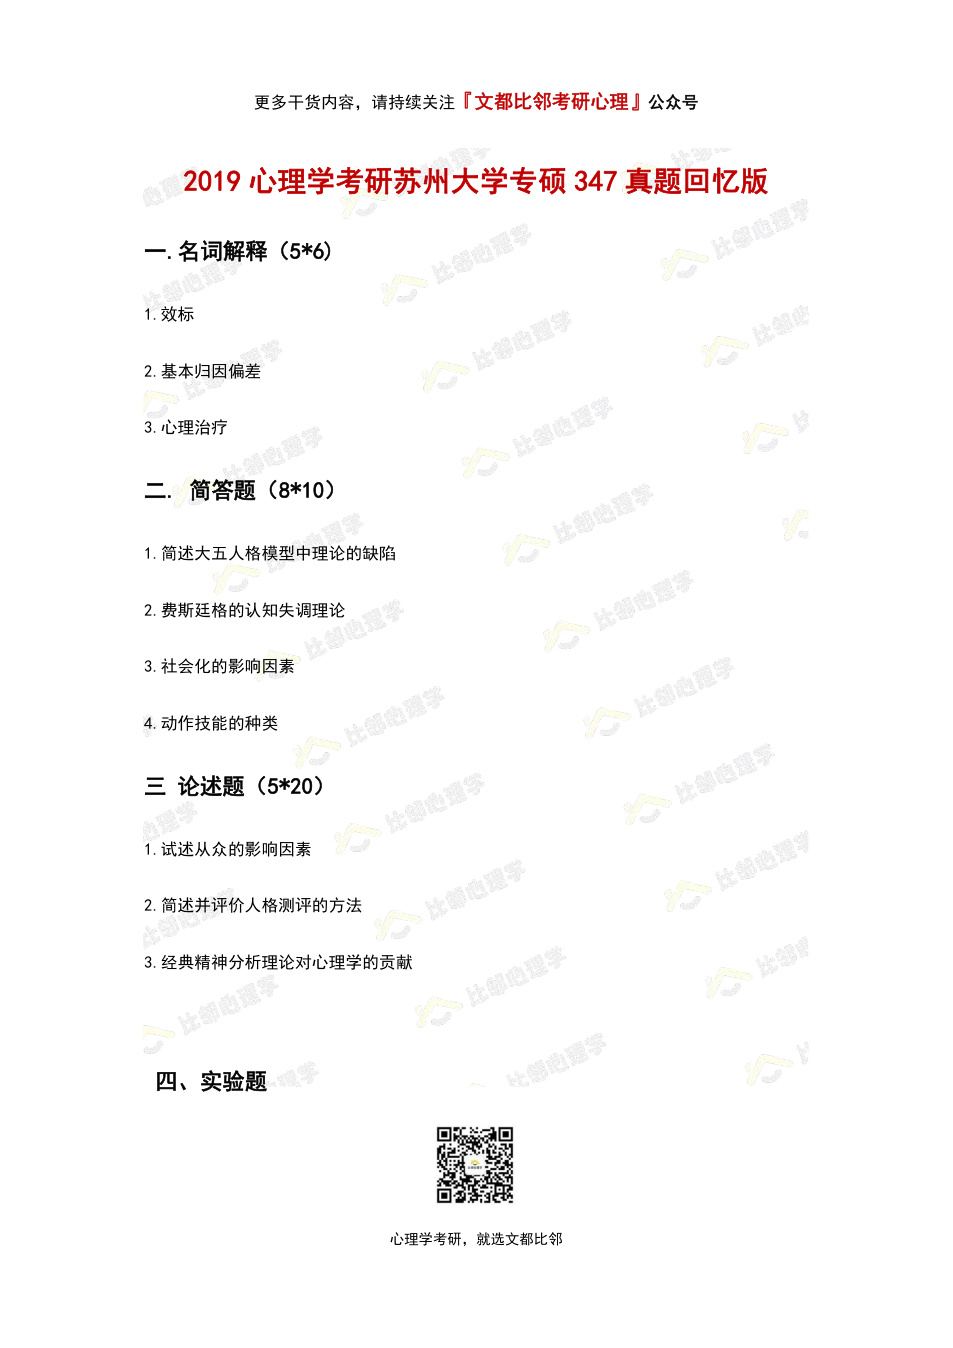 更多干货内容，请持续关注『文都比邻考研心理』公众号
2019 心理学考研苏州大学专硕 347 真题回忆版
一.名词解释（5*6)
1.效标
2.基本归因偏差
3.心理治疗
二. 简答题（8*10）
1.简述大五人格模型中理论的缺陷
2.费斯廷格的认知失调理论
3.社会化的影响因素
4.动作技能的种类
三 论述题（5*20）
1.试述从众的影响因素
2.简述并评价人格测评的方法
3.经典精神分析理论对心理学的贡献
四、实验题
心理学考研，就选文都比邻
比邻心理学